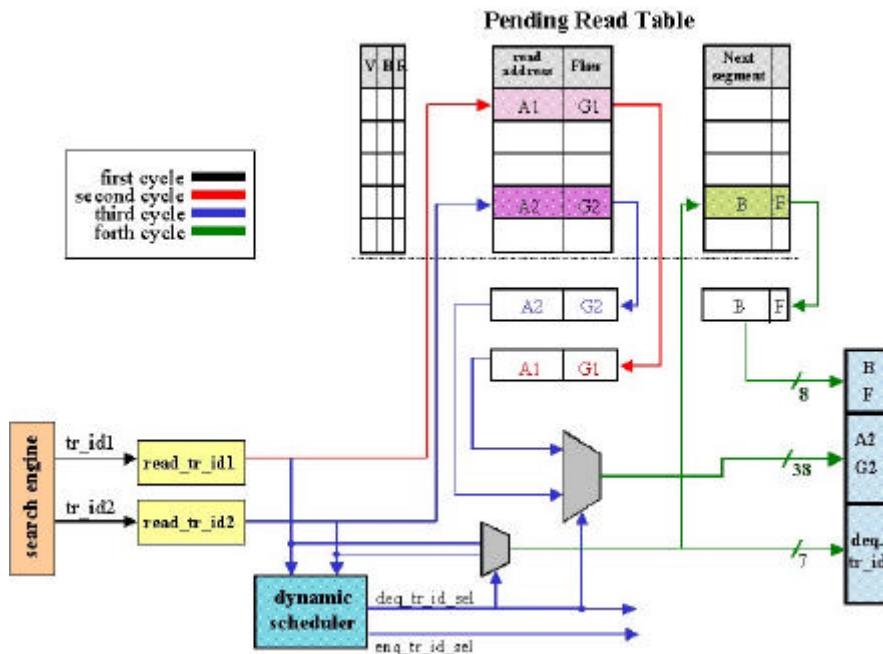 Pending Read Table
V B R
read address Flow
Next segment
A1 G1
A2 G2
B F
first cycle
second cycle
third cycle
forth cycle
A2 G2
B F
A1 G1
8
B
F
search engine
tr_id1
read_tr_id1
38
A2
G2
tr_id2
read_tr_id2
7
deq.
tr_id
dynamic
scheduler
deq_tr_id_sel
enq_tr_id_sel